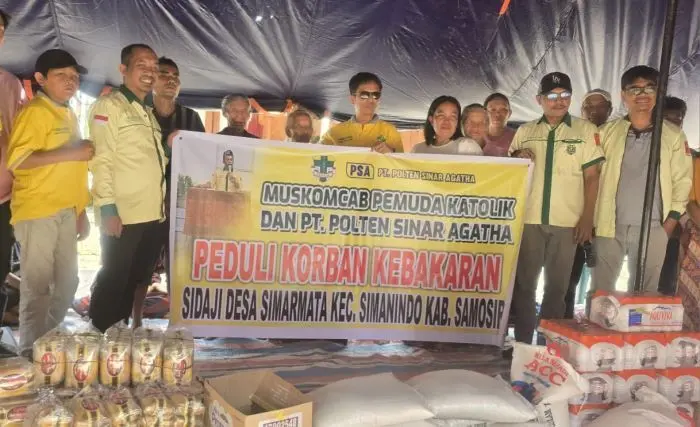 PSA PT. POLTEN SINAR AGATHA
MUSKOMCAB PEMUDA KATOLIK
DAN PT. POLTEN SINAR AGATHA
PEDULI KORBAN KEBAKARAN
SIDAJI DESA SIMARMATA KEC. SIMANINDO KAB. SAMOSIR
ACC